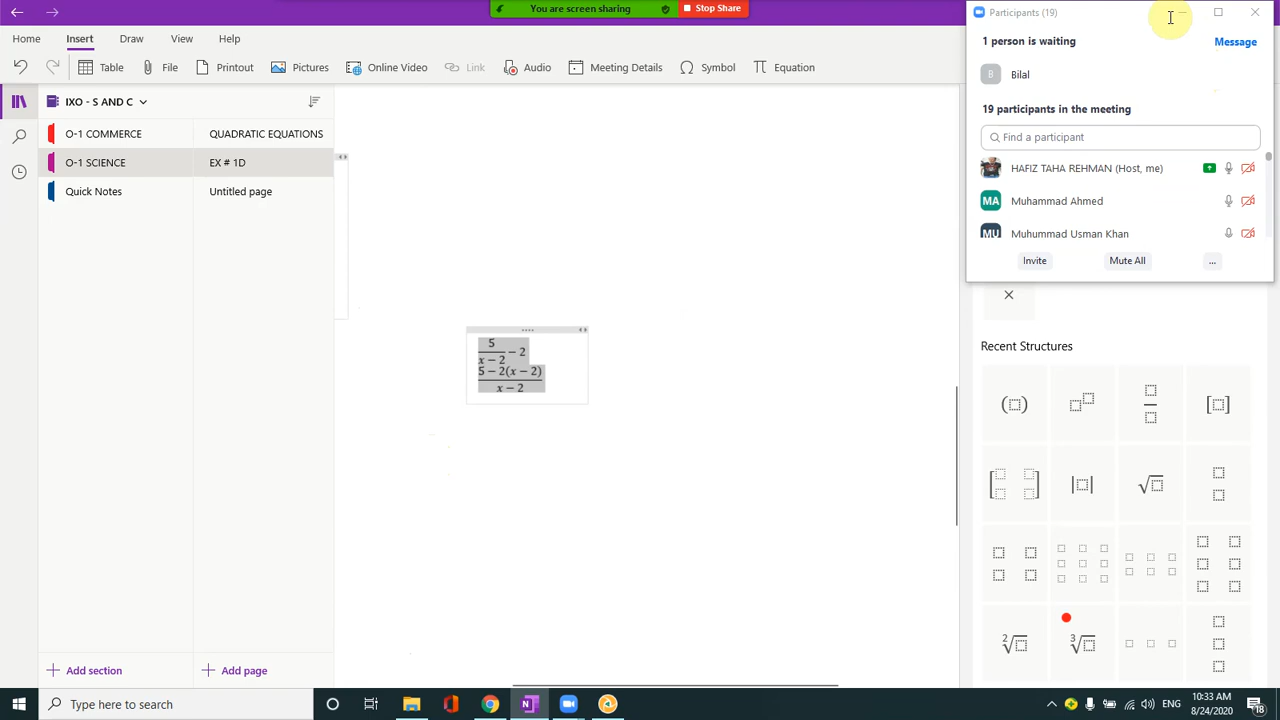 You are screen sharing
Stop Share
Participants (19)
Home
Insert
Draw
View
Help
1 person is waiting
Message
Table
File
Printout
Pictures
Online Video
Link
Audio
Meeting Details
Symbol
Equation
B
Bilal
IXO - S AND C
19 participants in the meeting
O-1 COMMERCE
QUADRATIC EQUATIONS
Find a participant
O-1 SCIENCE
EX # 1D
HAFIZ TAHA REHMAN (Host, me)
Quick Notes
Untitled page
MA
Muhammad Ahmed
MU
Muhummad Usman Khan
Invite
Mute All
...
Recent Structures
5
x − 2
− 2
5 − 2(x − 2)
x − 2
Add section
Add page
Type here to search
ENG
10:33 AM
8/24/2020
18